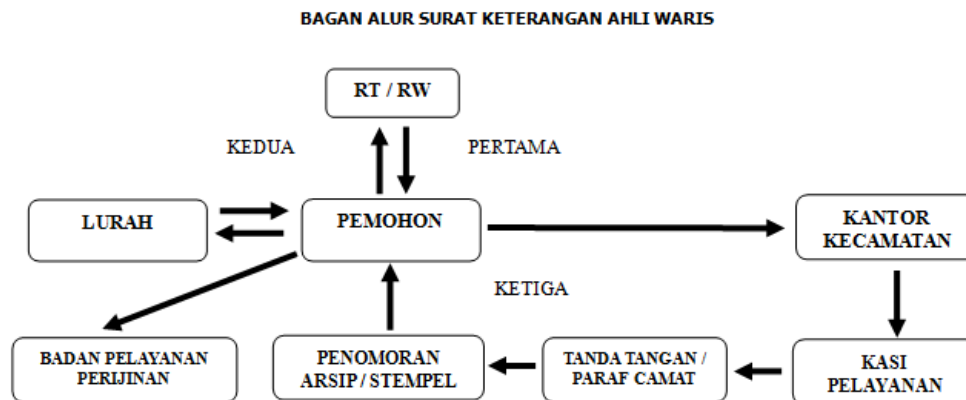 BAGAN ALUR SURAT KETERANGAN AHLI WARIS
RT / RW
KEDUA
PERTAMA
LURAH
PEMOHON
KANTOR
KECAMATAN
KETIGA
BADAN PELAYANAN
PERIJINAN
PENOMORAN
ARSIP / STEMPEL
TANDA TANGAN /
PARAF CAMAT
KASI
PELAYANAN